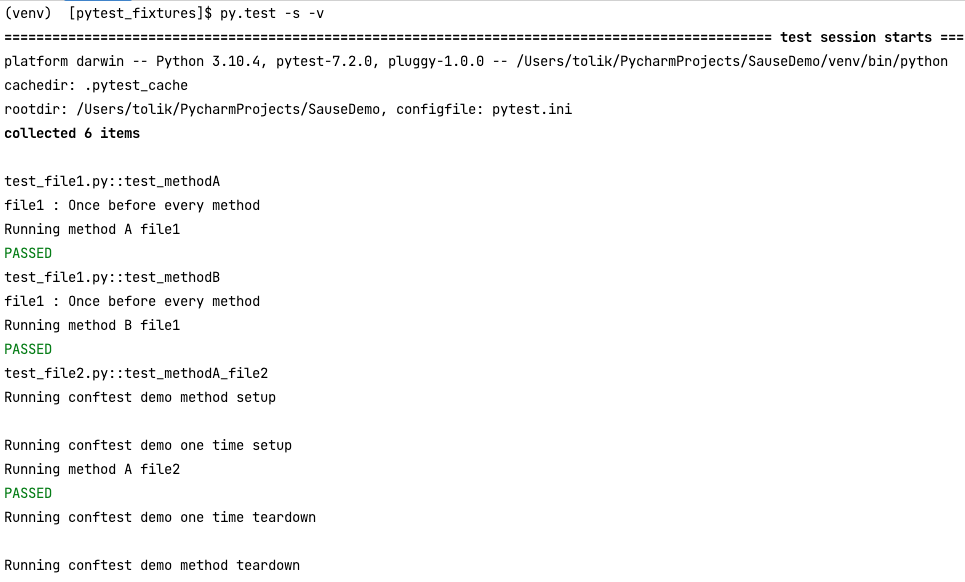 (venv)  [pytest_fixtures]$ py.test -s -v
================================================================================================ test session starts ===
platform darwin -- Python 3.10.4, pytest-7.2.0, pluggy-1.0.0 -- /Users/tolik/PycharmProjects/SauseDemo/venv/bin/python
cachedir: .pytest_cache
rootdir: /Users/tolik/PycharmProjects/SauseDemo, configfile: pytest.ini
collected 6 items
test_file1.py::test_methodA
file1 : Once before every method
Running method A file1
PASSED
test_file1.py::test_methodB
file1 : Once before every method
Running method B file1
PASSED
test_file2.py::test_methodA_file2
Running conftest demo method setup
Running conftest demo one time setup
Running method A file2
PASSED
Running conftest demo one time teardown
Running conftest demo method teardown